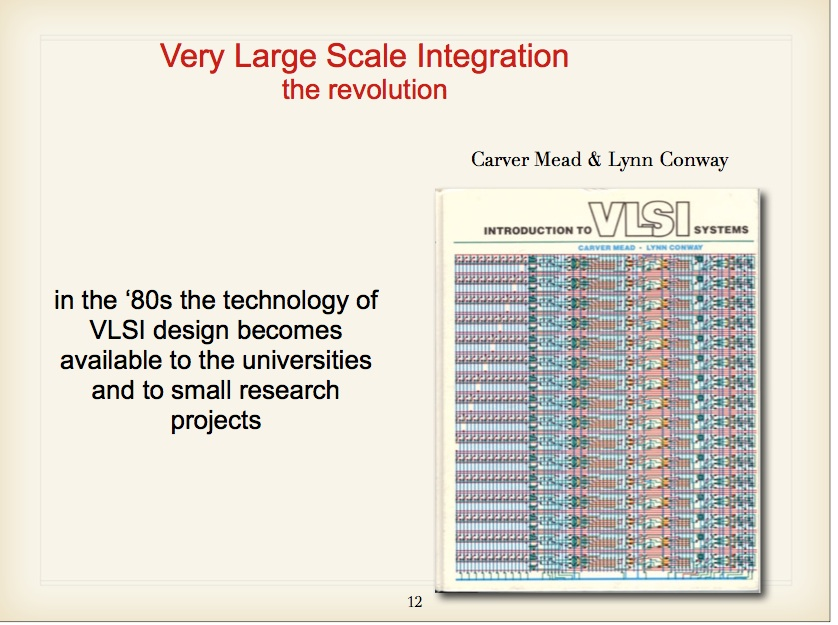 Very Large Scale Integration
the revolution
Carver Mead & Lynn Conway
INTRODUCTION TO VLSI SYSTEMS
CARVER MEAD • LYNN CONWAY
in the ‘80s the technology of
VLSI design becomes
available to the universities
and to small research
projects
12